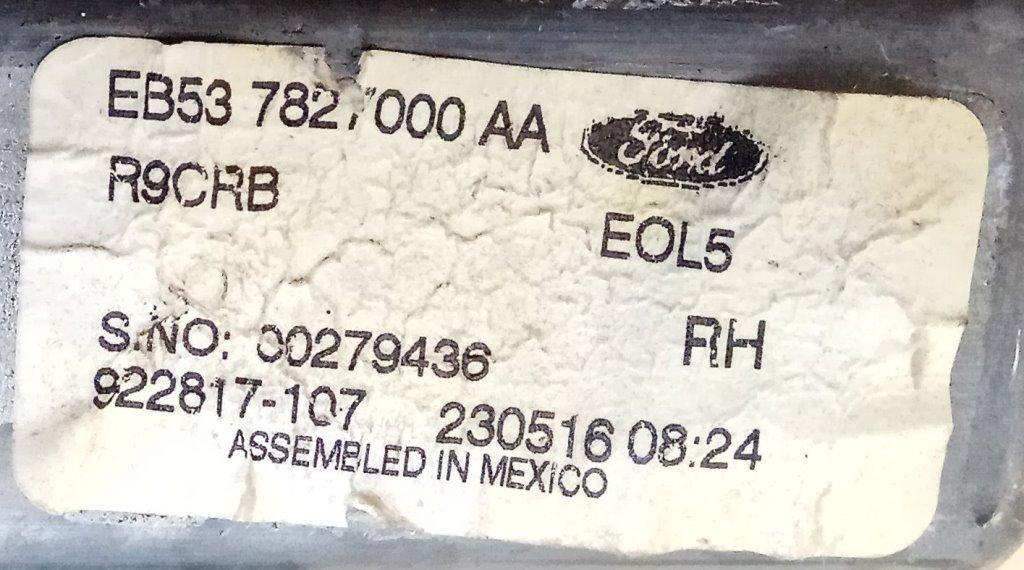 EB53 7827000 AA
Ford
R9CRB
EOL5
S.NO: 00279436
RH
922817-107 230516 08:24
ASSEMBLED IN MEXICO